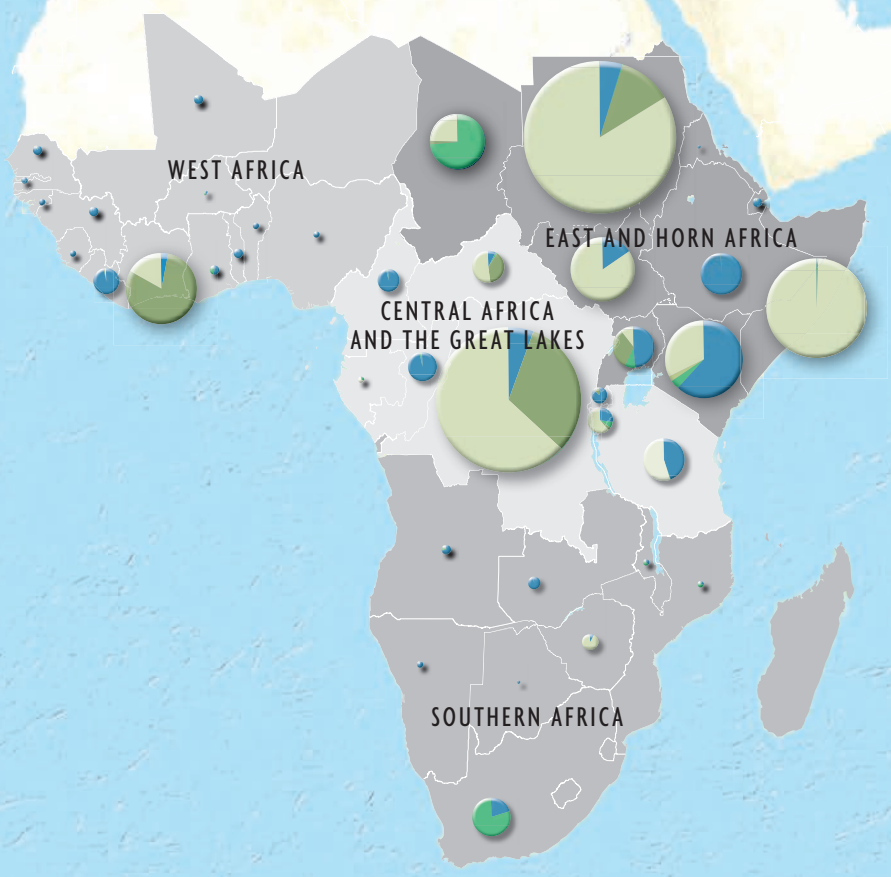 WEST AFRICA
EAST AND HORN AFRICA
CENTRAL AFRICA
AND THE GREAT LAKES
SOUTHERN AFRICA